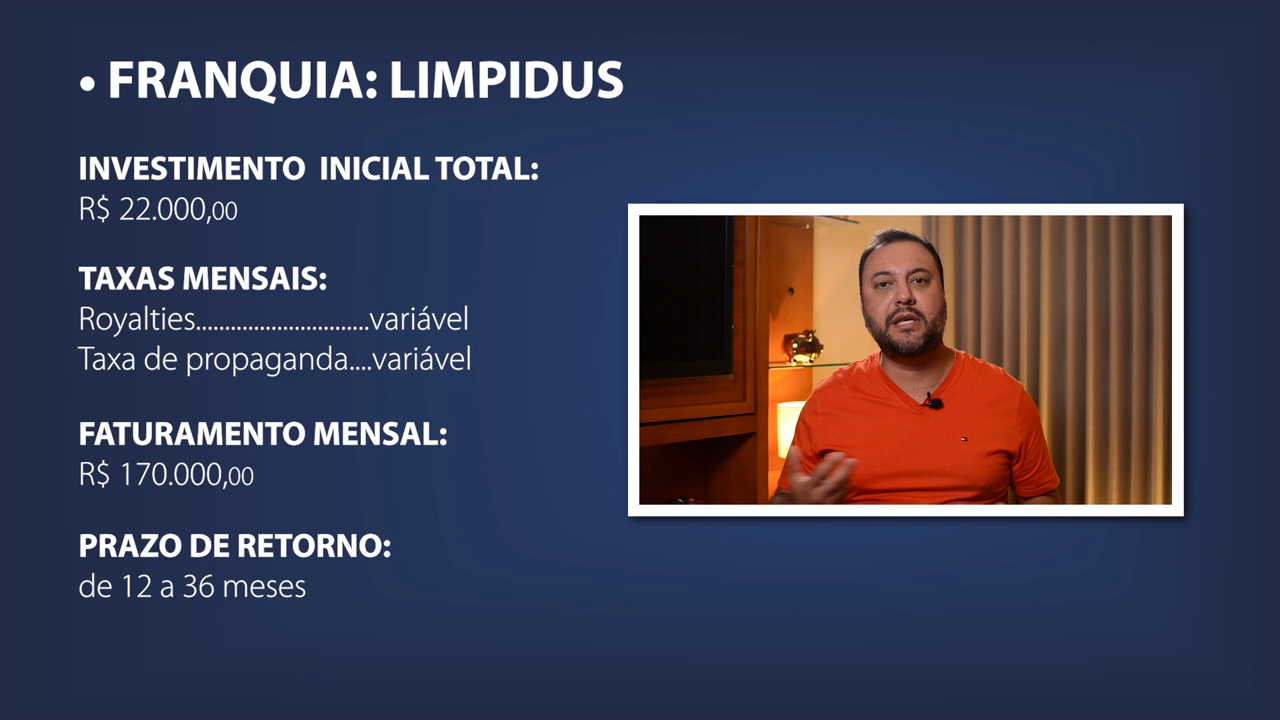 • FRANQUIA: LIMPIDUS
INVESTIMENTO INICIAL TOTAL:
R$ 22.000,00
TAXAS MENSAIS:
Royalties.............................variável
Taxa de propaganda....variável
FATURAMENTO MENSAL:
R$ 170.000,00
PRAZO DE RETORNO:
de 12 a 36 meses